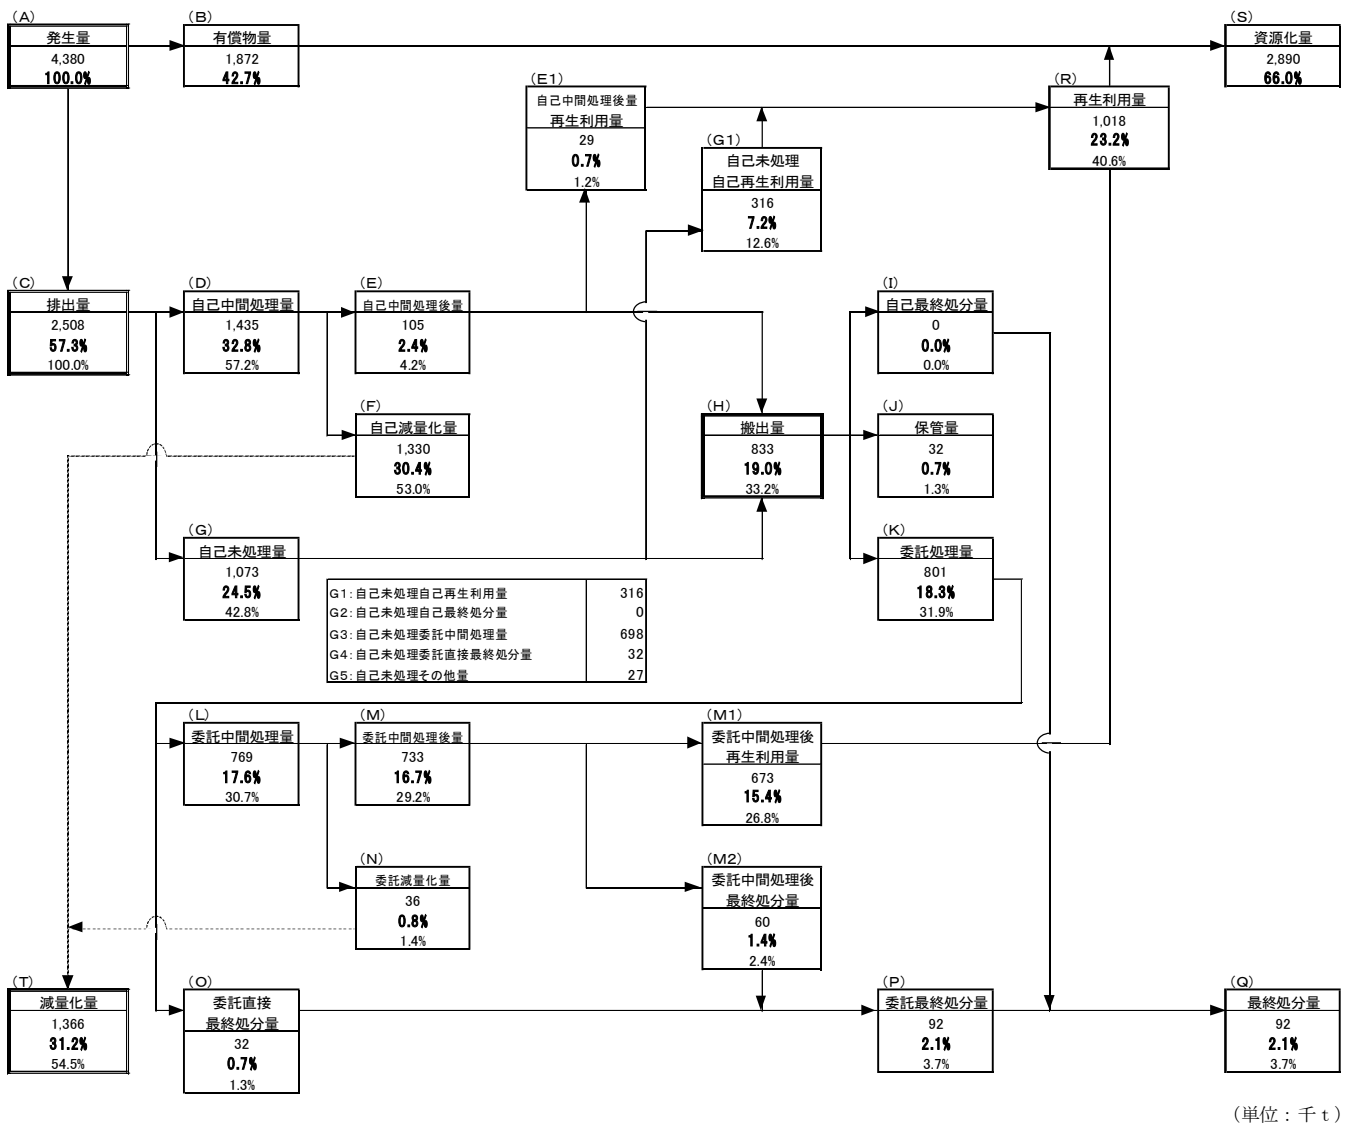 （A）
発生量
4,380
100.0%
（B）
有償物量
1,872
42.7%
（S）
資源化量
2,890
66.0%
（E1）
自己中間処理後量
再生利用量
29
0.7%
1.2%
（R）
再生利用量
1,018
23.2%
40.6%
（G1）
自己未処理
自己再生利用量
316
7.2%
12.6%
（C）
排出量
2,508
57.3%
100.0%
（D）
自己中間処理量
1,435
32.8%
57.2%
（E）
自己中間処理後量
105
2.4%
4.2%
（I）
自己最終処分量
0
0.0%
0.0%
（F）
自己減量化量
1,330
30.4%
53.0%
（H）
搬出量
833
19.0%
33.2%
（J）
保管量
32
0.7%
1.3%
（G）
自己未処理量
1,073
24.5%
42.8%
（K）
委託処理量
801
18.3%
31.9%
G1：自己未処理自己再生利用量 316
G2：自己未処理自己最終処分量 0
G3：自己未処理委託中間処理量 698
G4：自己未処理委託直接最終処分量 32
G5：自己未処理その他量 27
（L）
委託中間処理量
769
17.6%
30.7%
（M）
委託中間処理後量
733
16.7%
29.2%
（M1）
委託中間処理後
再生利用量
673
15.4%
26.8%
（N）
委託減量化量
36
0.8%
1.4%
（M2）
委託中間処理後
最終処分量
60
1.4%
2.4%
（T）
減量化量
1,366
31.2%
54.5%
（O）
委託直接
最終処分量
32
0.7%
1.3%
（P）
委託最終処分量
92
2.1%
3.7%
（Q）
最終処分量
92
2.1%
3.7%
（単位：千ｔ）